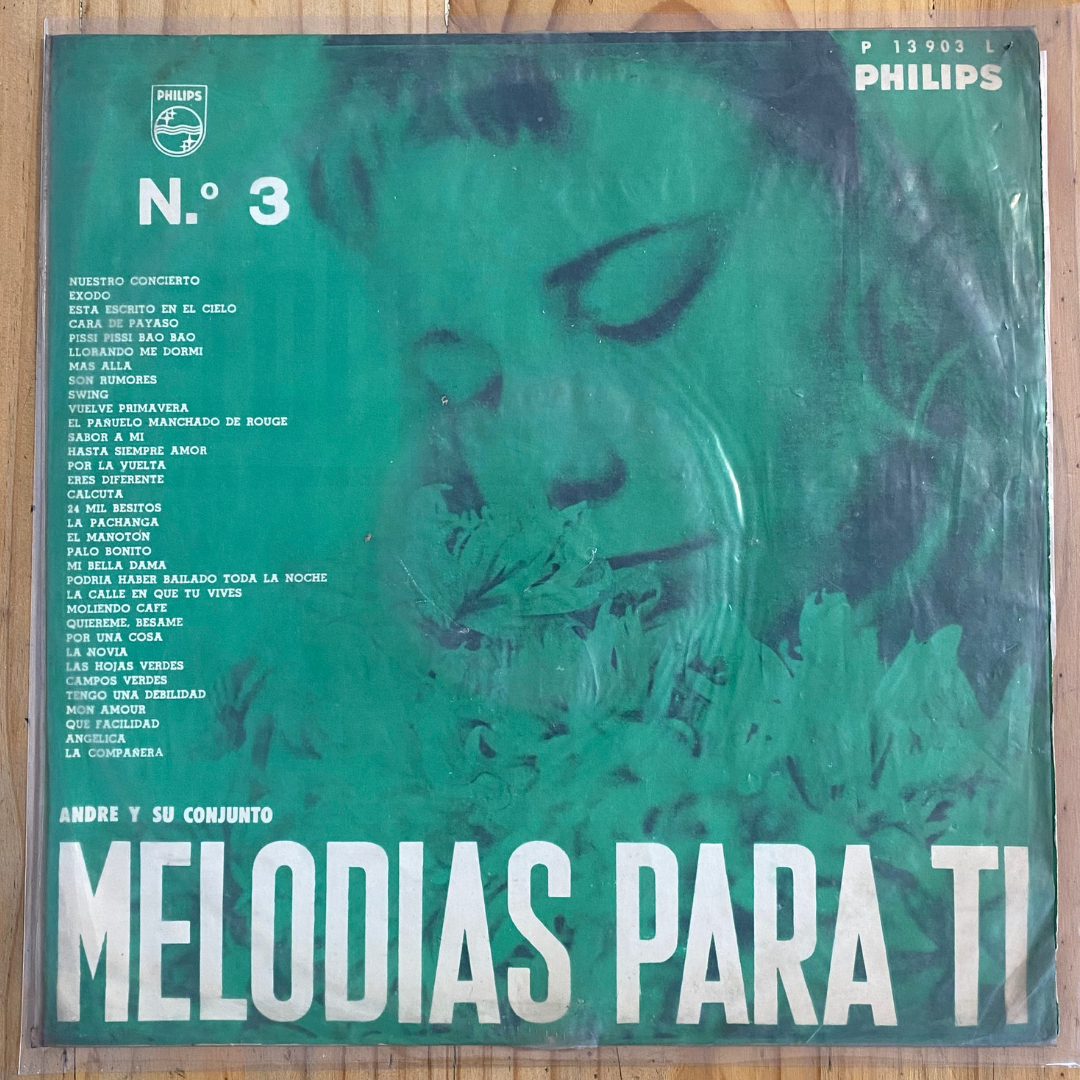 P 13903 L
PHILIPS
PHILIPS
N.º 3
NUESTRO CONCIERTO
EXODO
ESTA ESCRITO EN EL CIELO
CARA DE PAYASO
PISSI PISSI BAO BAO
LLORANDO ME DORMI
MAS ALLA
SON RUMORES
SWING
VUELVE PRIMAVERA
EL PAÑUELO MANCHADO DE ROUGE
SABOR A MI
HASTA SIEMPRE AMOR
POR LA VUELTA
ERES DIFERENTE
CALCUTA
24 MIL BESITOS
LA PACHANGA
EL MANOTON
PALO BONITO
MI BELLA DAMA
PODRIA HABER BAILADO TODA LA NOCHE
LA CALLE EN QUE TU VIVES
MOLIENDO CAFE
QUIEREME, BESAME
POR UNA COSA
LA NOVIA
LAS HOJAS VERDES
CAMPOS VERDES
TENGO UNA DEBILIDAD
MON AMOUR
QUE FACILIDAD
ANGELICA
LA COMPAÑERA
ANDRE Y SU CONJUNTO
MELODIAS PARA TI